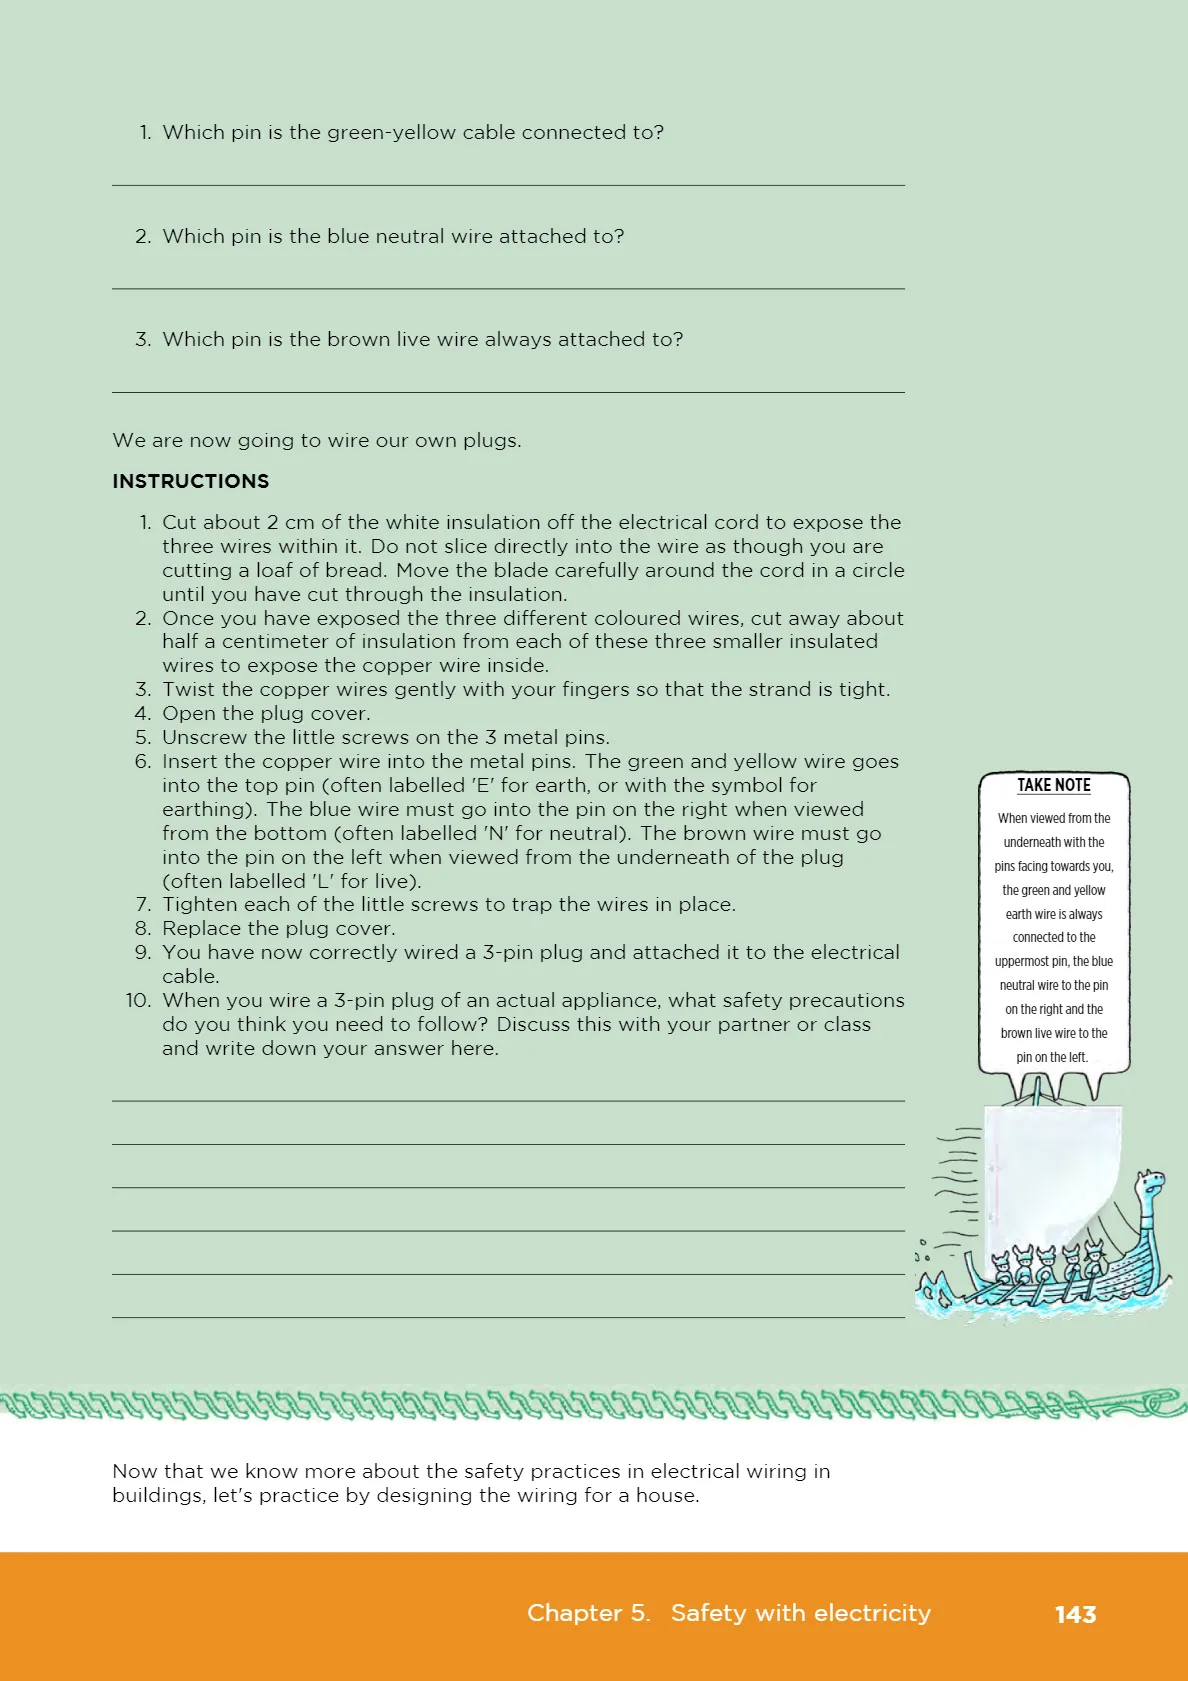 1. Which pin is the green-yellow cable connected to?
2. Which pin is the blue neutral wire attached to?
3. Which pin is the brown live wire always attached to?
We are now going to wire our own plugs.
INSTRUCTIONS
1. Cut about 2 cm of the white insulation off the electrical cord to expose the
three wires within it. Do not slice directly into the wire as though you are
cutting a loaf of bread. Move the blade carefully around the cord in a circle
until you have cut through the insulation.
2. Once you have exposed the three different coloured wires, cut away about
half a centimeter of insulation from each of these three smaller insulated
wires to expose the copper wire inside.
3. Twist the copper wires gently with your fingers so that the strand is tight.
4. Open the plug cover.
5. Unscrew the little screws on the 3 metal pins.
6. Insert the copper wire into the metal pins. The green and yellow wire goes
into the top pin (often labelled 'E' for earth, or with the symbol for
earthing). The blue wire must go into the pin on the right when viewed
from the bottom (often labelled 'N' for neutral). The brown wire must go
into the pin on the left when viewed from the underneath of the plug
(often labelled 'L' for live).
7. Tighten each of the little screws to trap the wires in place.
8. Replace the plug cover.
9. You have now correctly wired a 3-pin plug and attached it to the electrical
cable.
10. When you wire a 3-pin plug of an actual appliance, what safety precautions
do you think you need to follow? Discuss this with your partner or class
and write down your answer here.
TAKE NOTE
When viewed from the
underneath with the
pins facing towards you,
the green and yellow
earth wire is always
connected to the
uppermost pin, the blue
neutral wire to the pin
on the right and the
brown live wire to the
pin on the left.
Now that we know more about the safety practices in electrical wiring in
buildings, let's practice by designing the wiring for a house.
Chapter 5. Safety with electricity 143